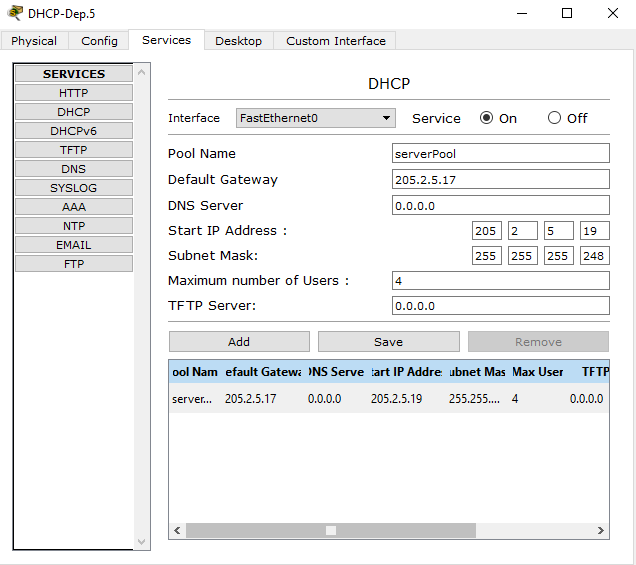 DHCP-Dep.5
Physical Config Services Desktop Custom Interface
SERVICES
HTTP
DHCP
DHCPv6
TFTP
DNS
SYSLOG
AAA
NTP
EMAIL
FTP
DHCP
Interface FastEthernet0 Service On Off
Pool Name serverPool
Default Gateway 205.2.5.17
DNS Server 0.0.0.0
Start IP Address : 205 2 5 19
Subnet Mask: 255 255 255 248
Maximum number of Users : 4
TFTP Server: 0.0.0.0
Add Save Remove
ool Nam efault Gatewa NS Serve tart IP Addre ubnet Mas Max User TFTP
server... 205.2.5.17 0.0.0.0 205.2.5.19 255.255.... 4 0.0.0.0